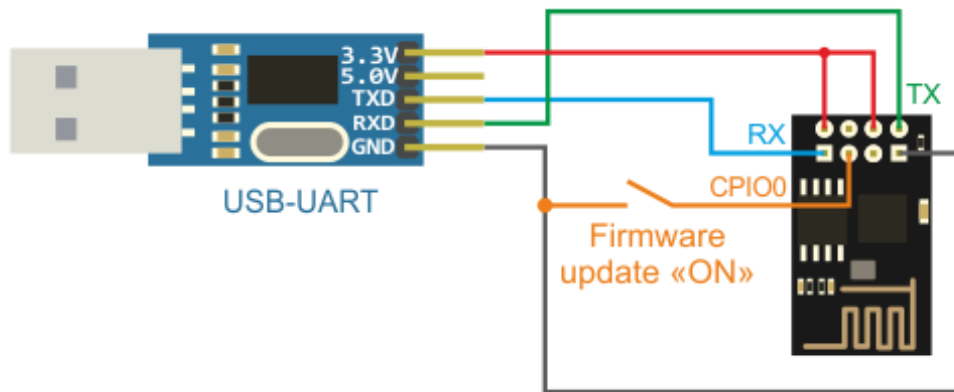 3.3V
5.0V
TXD
RXD
GND
USB-UART
TX
RX
CPIO0
Firmware
update «ON»